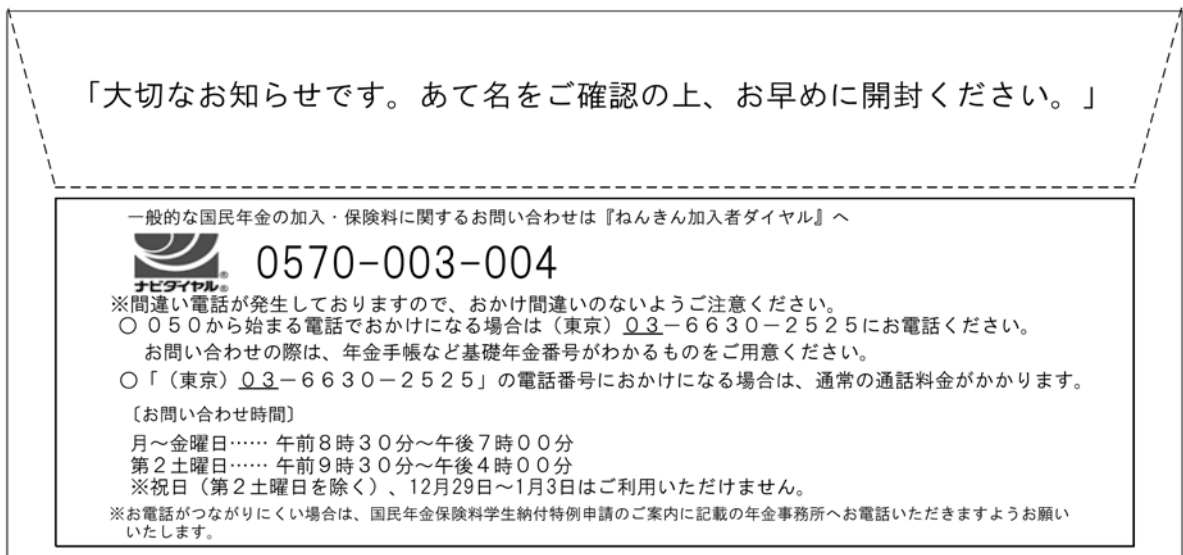 「大切なお知らせです。あて名をご確認の上、お早めに開封ください。」
一般的な国民年金の加入・保険料に関するお問い合わせは『ねんきん加入者ダイヤル』へ
ナビダイヤル® 0570-003-004
※間違い電話が発生しておりますので、おかけ間違いのないようご注意ください。
○ 050から始まる電話でおかけになる場合は（東京）03－6630－2525にお電話ください。
お問い合わせの際は、年金手帳など基礎年金番号がわかるものをご用意ください。
○「（東京）03－6630－2525」の電話番号におかけになる場合は、通常の通話料金がかかります。
〔お問い合わせ時間〕
月～金曜日…… 午前8時30分～午後7時00分
第2土曜日…… 午前9時30分～午後4時00分
※祝日（第2土曜日を除く）、12月29日～1月3日はご利用いただけません。
※お電話がつながりにくい場合は、国民年金保険料学生納付特例申請のご案内に記載の年金事務所へお電話いただきますようお願い
いたします。